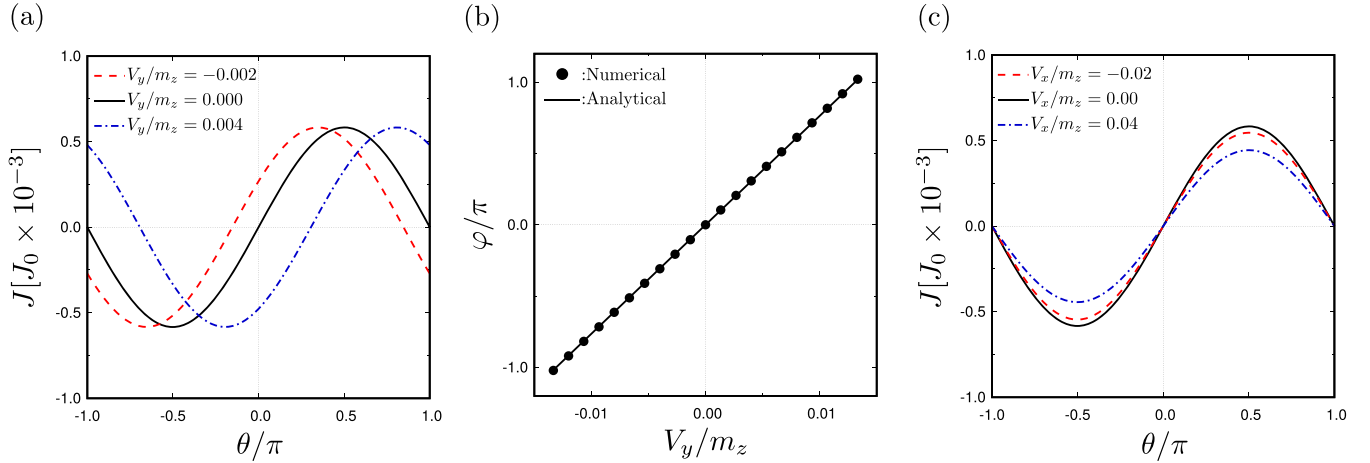 (a)
V_y/m_z = −0.002
V_y/m_z = 0.000
V_y/m_z = 0.004
1.0
0.5
0.0
-0.5
-1.0
J[J_0 × 10^{−3}]
-1.0 -0.5 0.0 0.5 1.0
θ/π
(b)
:Numerical
:Analytical
1.0
0.0
-1.0
φ/π
-0.01 0.00 0.01
V_y/m_z
(c)
V_x/m_z = −0.02
V_x/m_z = 0.00
V_x/m_z = 0.04
1.0
0.5
0.0
-0.5
-1.0
J[J_0 × 10^{−3}]
-1.0 -0.5 0.0 0.5 1.0
θ/π